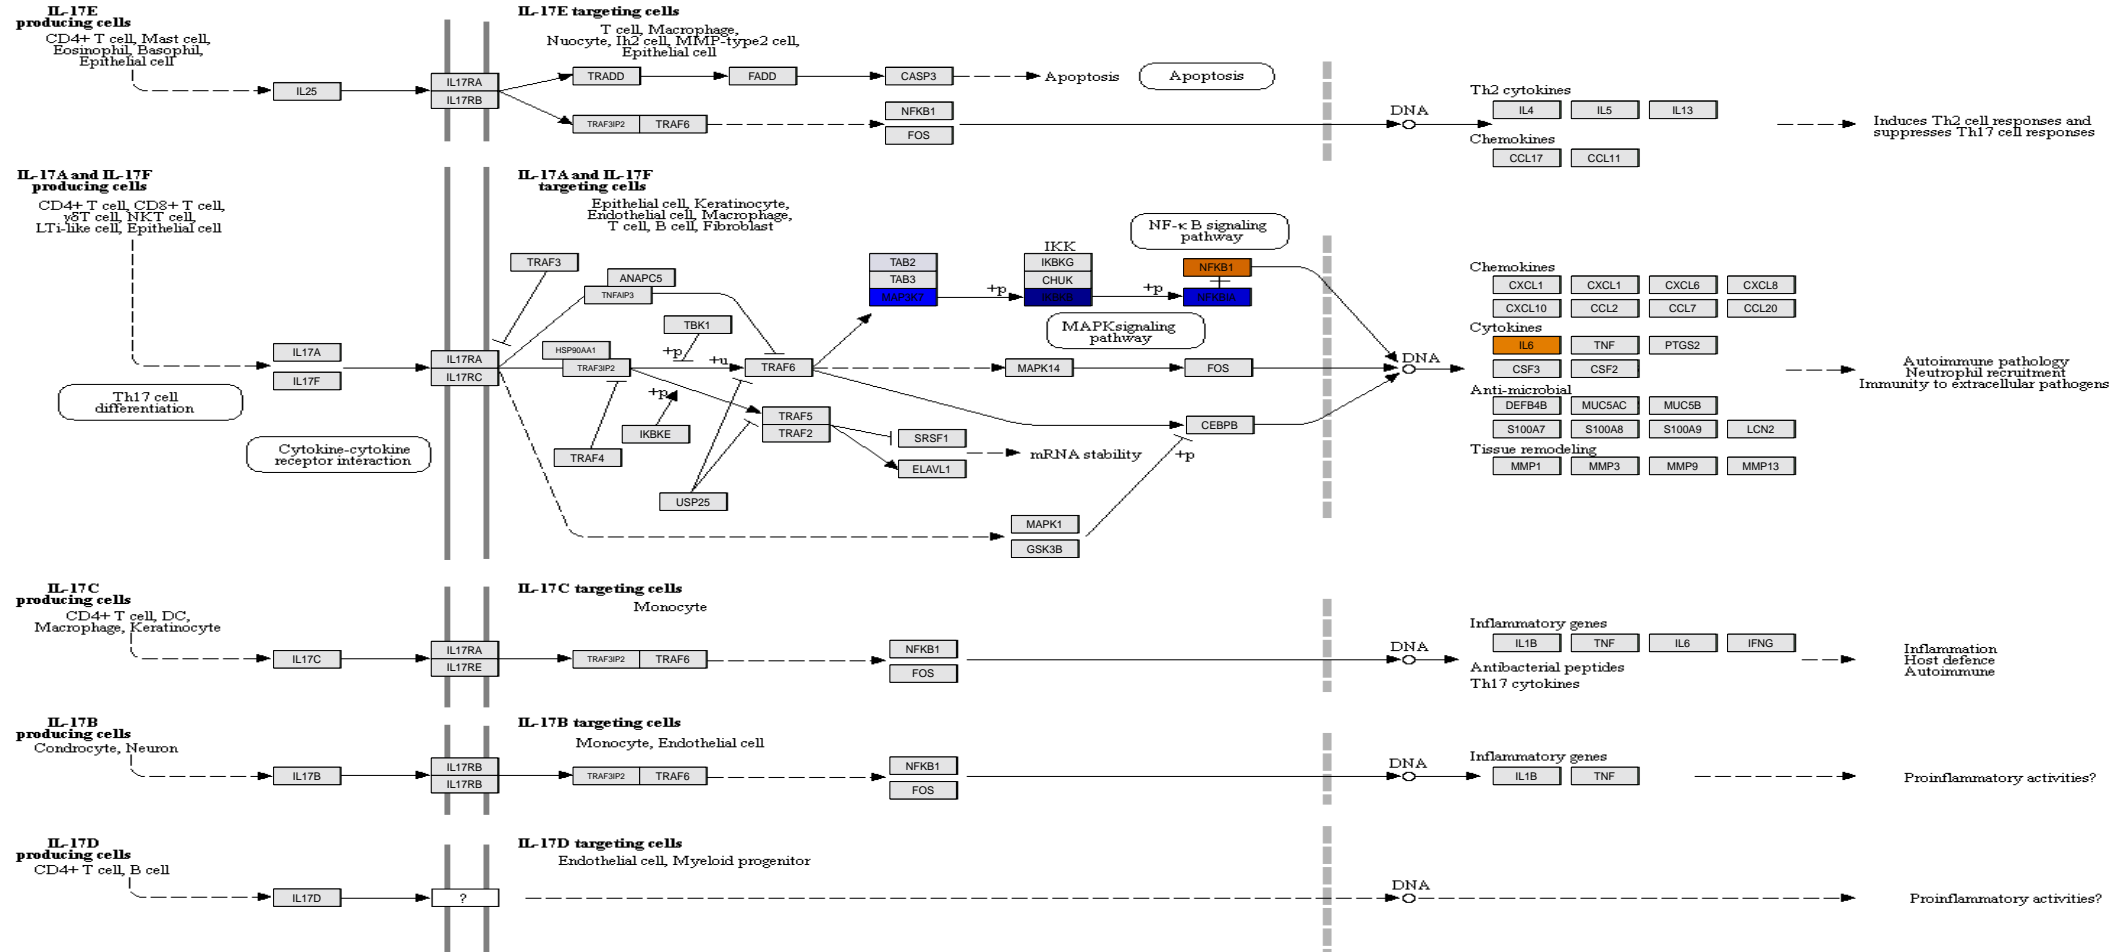 IL-17E
producing cells
CD4+ T cell, Mast cell,
Eosinophil, Basophil,
Epithelial cell
IL-17E targeting cells
T cell, Macrophage,
Nuocyte, Ih2 cell, MMP-type2 cell,
Epithelial cell
IL25
IL17RA
IL17RB
TRADD
FADD
CASP3
Apoptosis
Apoptosis
TRAF3IP2
TRAF6
NFKB1
FOS
DNA
Th2 cytokines
IL4
IL5
IL13
Chemokines
CCL17
CCL11
Induces Th2 cell responses and
suppresses Th17 cell responses
IL-17A and IL-17F
producing cells
CD4+ T cell, CD8+ T cell,
γδT cell, NKT cell,
LTi-like cell, Epithelial cell
IL-17A and IL-17F
targeting cells
Epithelial cell, Keratinocyte,
Endothelial cell, Macrophage,
T cell, B cell, Fibroblast
IL17A
IL17F
Th17 cell
differentiation
Cytokine-cytokine
receptor interaction
IL17RA
IL17RC
TRAF3
ANAPC5
TNFAIP3
TBK1
HSP90AA1
TRAF3IP2
+p
+u
TRAF6
+p
IKBKE
TRAF4
USP25
TRAF5
TRAF2
SRSF1
ELAVL1
mRNA stability
TAB2
TAB3
MAP3K7
+p
IKK
IKBKG
CHUK
IKBKB
+p
NF-κB signaling
pathway
NFKB1
NFKBIA
MAPK signaling
pathway
MAPK14
FOS
CEBPB
+p
MAPK1
GSK3B
DNA
Chemokines
CXCL1
CXCL1
CXCL6
CXCL8
CXCL10
CCL2
CCL7
CCL20
Cytokines
IL6
TNF
PTGS2
CSF3
CSF2
Anti-microbial
DEFB4B
MUC5AC
MUC5B
S100A7
S100A8
S100A9
LCN2
Tissue remodeling
MMP1
MMP3
MMP9
MMP13
Autoimmune pathology
Neutrophil recruitment
Immunity to extracellular pathogens
IL-17C
producing cells
CD4+ T cell, DC,
Macrophage, Keratinocyte
IL-17C targeting cells
Monocyte
IL17C
IL17RA
IL17RE
TRAF3IP2
TRAF6
NFKB1
FOS
DNA
Inflammatory genes
IL1B
TNF
IL6
IFNG
Antibacterial peptides
Th17 cytokines
Inflammation
Host defence
Autoimmune
IL-17B
producing cells
Condrocyte, Neuron
IL-17B targeting cells
Monocyte, Endothelial cell
IL17B
IL17RB
IL17RB
TRAF3IP2
TRAF6
NFKB1
FOS
DNA
Inflammatory genes
IL1B
TNF
Proinflammatory activities?
IL-17D
producing cells
CD4+ T cell, B cell
IL-17D targeting cells
Endothelial cell, Myeloid progenitor
IL17D
?
DNA
Proinflammatory activities?